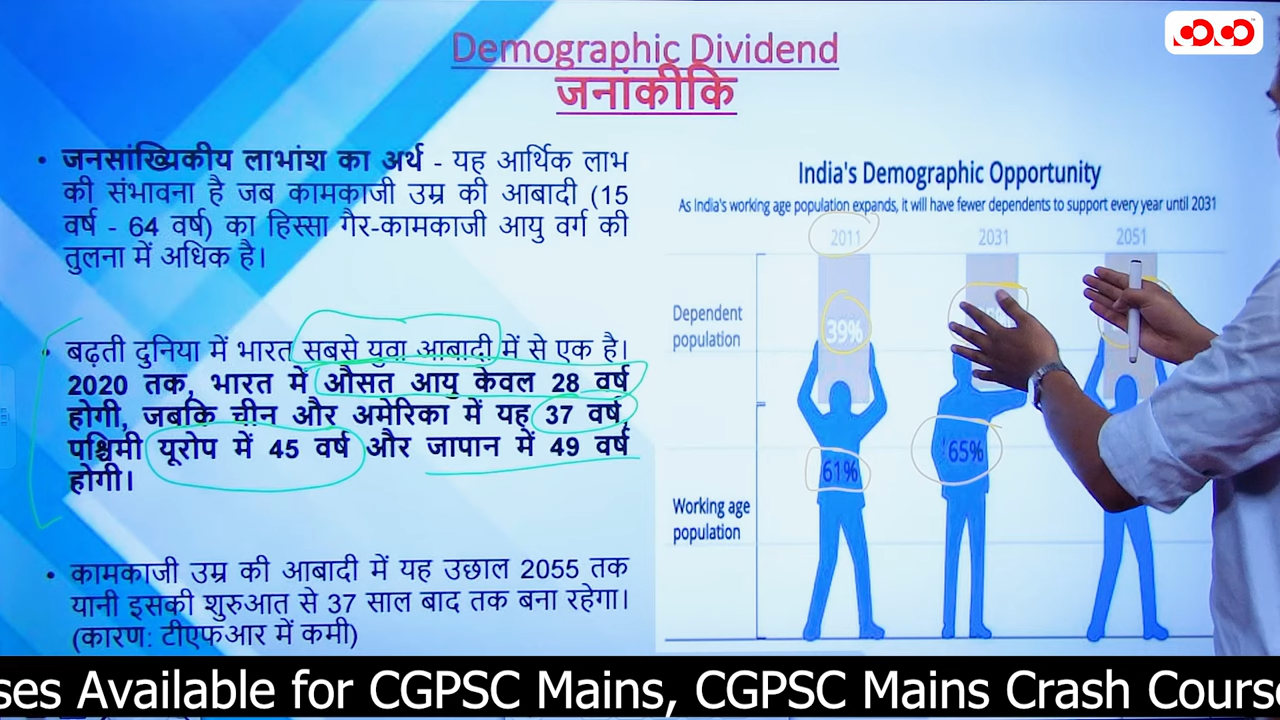 Demographic Dividend
जनांकीकि
• जनसांख्यिकीय लाभांश का अर्थ - यह आर्थिक लाभ
की संभावना है जब कामकाजी उम्र की आबादी (15
वर्ष - 64 वर्ष) का हिस्सा गैर-कामकाजी आयु वर्ग की
तुलना में अधिक है।
• बढ़ती दुनिया में भारत सबसे युवा आबादी में से एक है।
2020 तक, भारत में औसत आयु केवल 28 वर्ष
होगी, जबकि चीन और अमेरिका में यह 37 वर्ष,
पश्चिमी यूरोप में 45 वर्ष और जापान में 49 वर्ष
होगी।
• कामकाजी उम्र की आबादी में यह उछाल 2055 तक
यानी इसकी शुरुआत से 37 साल बाद तक बना रहेगा।
(कारण: टीएफआर में कमी)
India's Demographic Opportunity
As India's working age population expands, it will have fewer dependents to support every year until 2031
2011 2031 2051
Dependent
population
39%
Working age
population
61%
65%
ses Available for CGPSC Mains, CGPSC Mains Crash Course